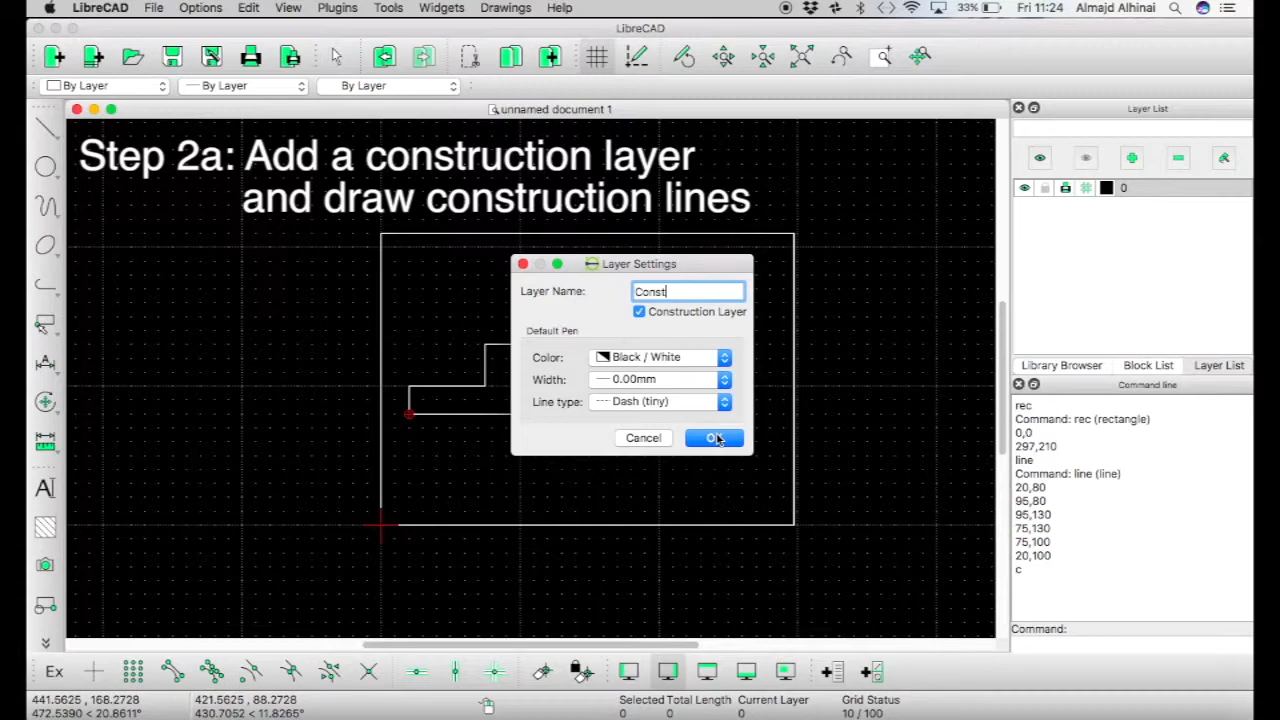 LibreCAD File Options Edit View Plugins Tools Widgets Drawings Help 33% Fri 11:24 Almajd Alhinai
LibreCAD
By Layer By Layer By Layer
unnamed document 1
Layer List
Step 2a: Add a construction layer
and draw construction lines
0
Layer Settings
Layer Name: Const
Construction Layer
Default Pen
Color: Black / White
Width: 0.00mm
Line type: Dash (tiny)
Cancel OK
Library Browser Block List Layer List
Command line
rec
Command: rec (rectangle)
0,0
297,210
line
Command: line (line)
20,80
95,80
95,130
75,130
75,100
20,100
c
Command:
A
Ex
441.5625 , 168.2728 421.5625 , 88.2728 Selected Total Length Current Layer Grid Status
472.5390 < 20.8611° 430.7052 < 11.8265° 0 0 0 10 / 100